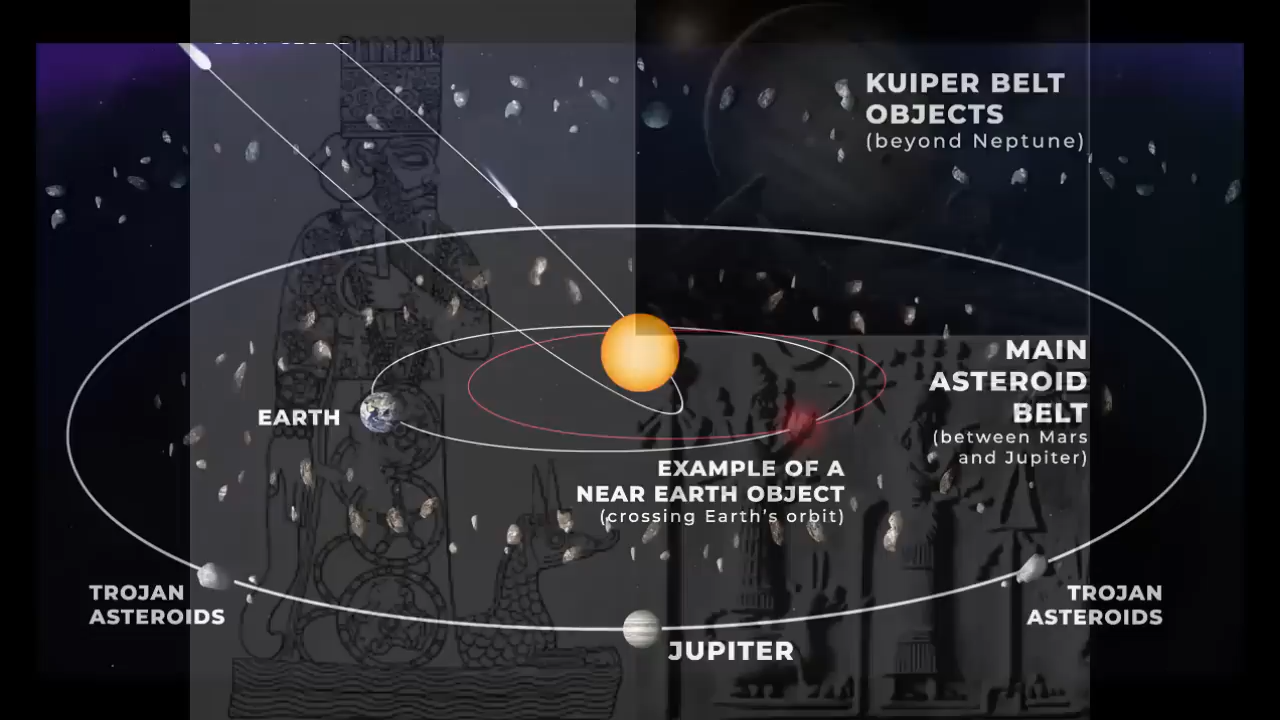 KUIPER BELT
OBJECTS
(beyond Neptune)
MAIN
ASTEROID
BELT
(between Mars
and Jupiter)
EARTH
EXAMPLE OF A
NEAR EARTH OBJECT
(crossing Earth's orbit)
TROJAN
ASTEROIDS
TROJAN
ASTEROIDS
JUPITER